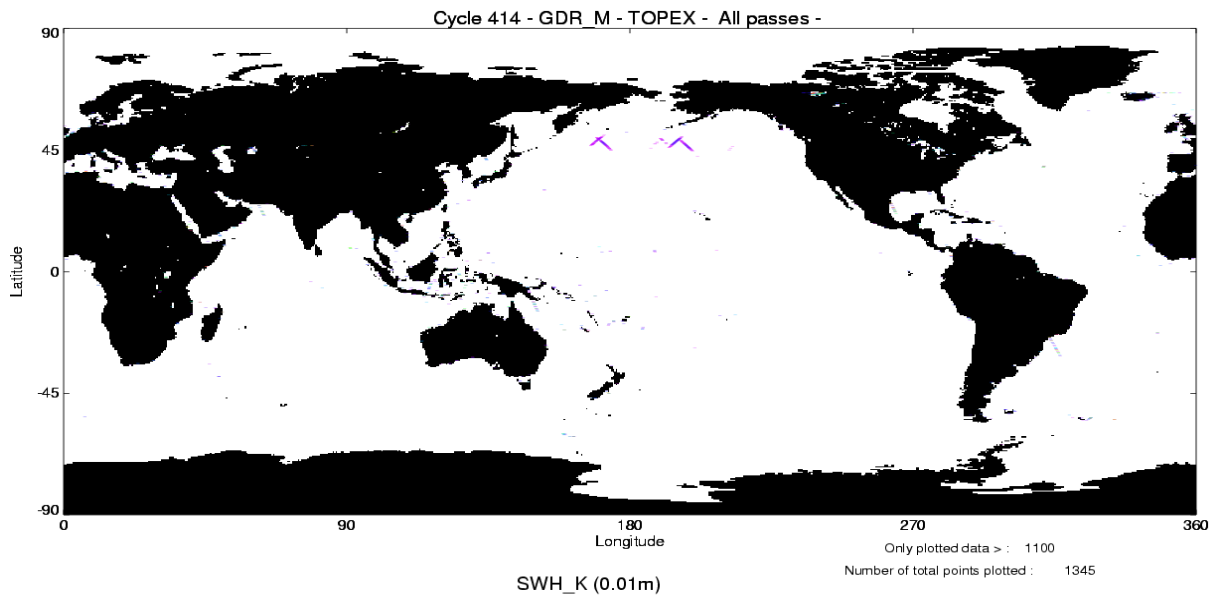 Cycle 414 - GDR_M - TOPEX - All passes -
90
45
0
-45
-90
Latitude
0 90 180 270 360
Longitude
Only plotted data > : 1100
Number of total points plotted : 1345
SWH_K (0.01m)